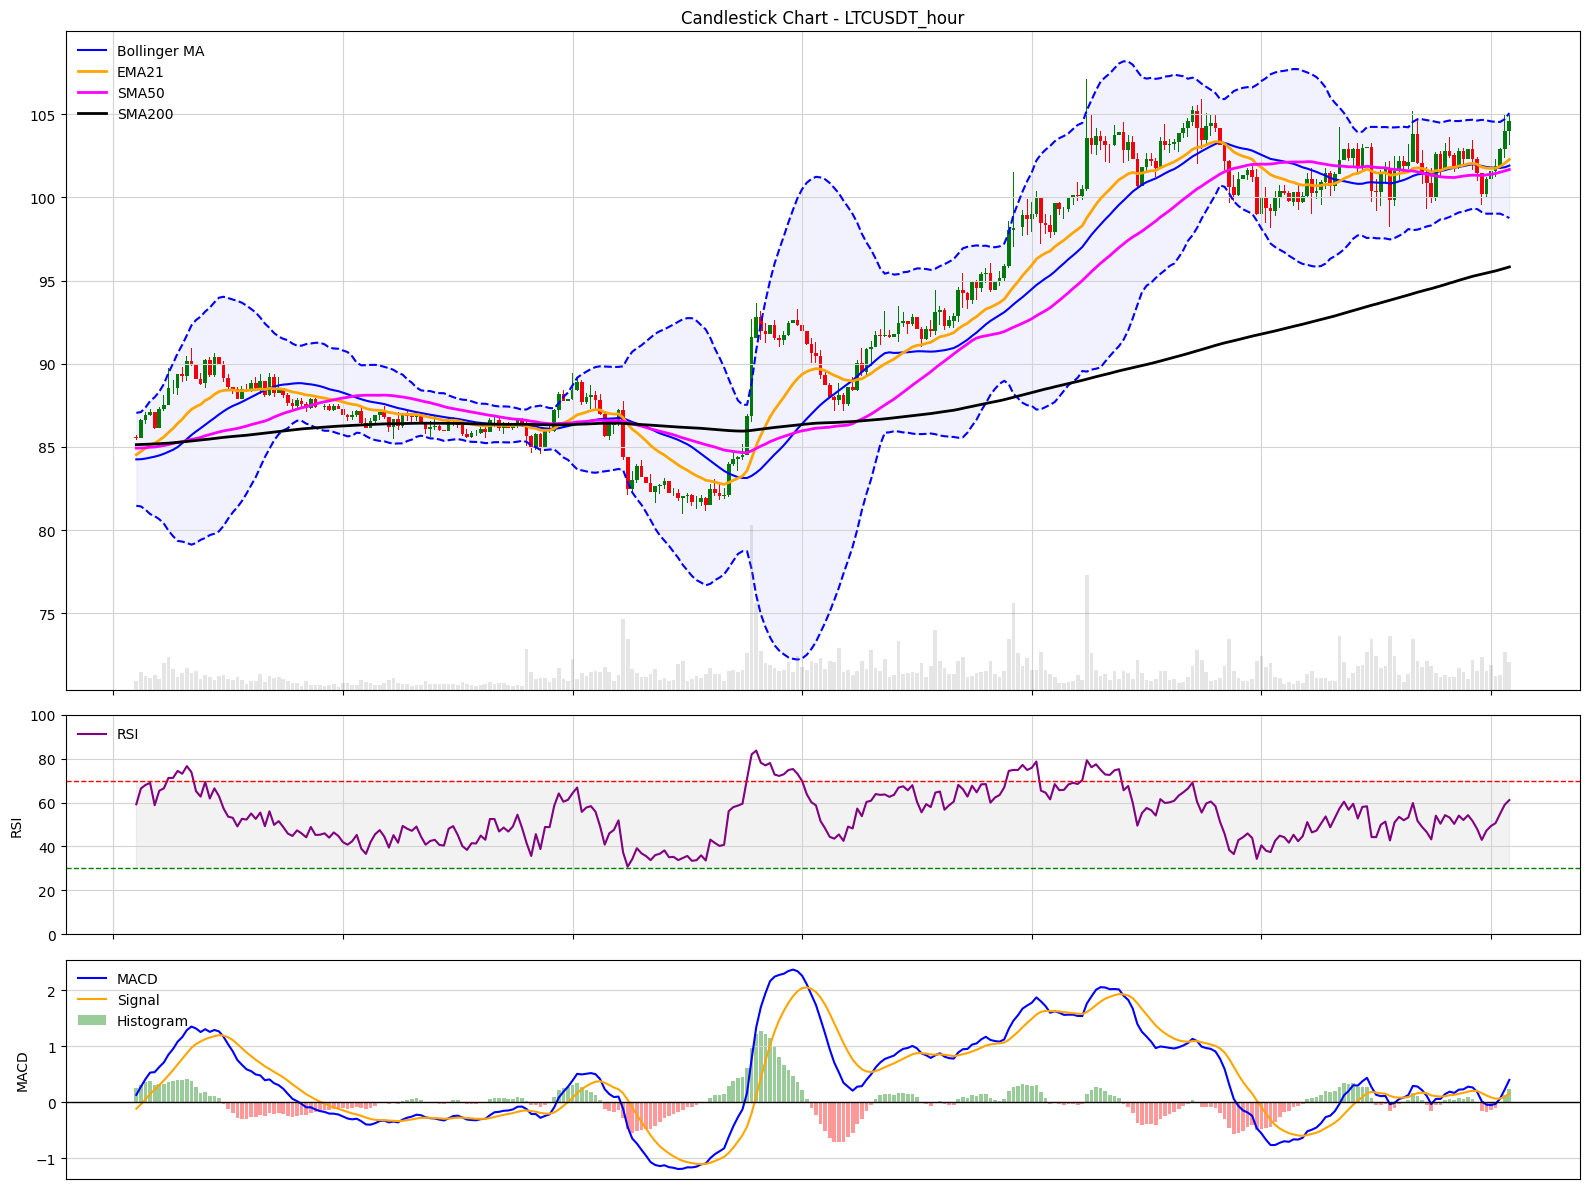 Candlestick Chart - LTCUSDT_hour
Bollinger MA
EMA21
SMA50
SMA200
105
100
95
90
85
80
75
RSI
100
80
60
40
20
0
RSI
MACD
Signal
Histogram
2
1
0
−1
MACD